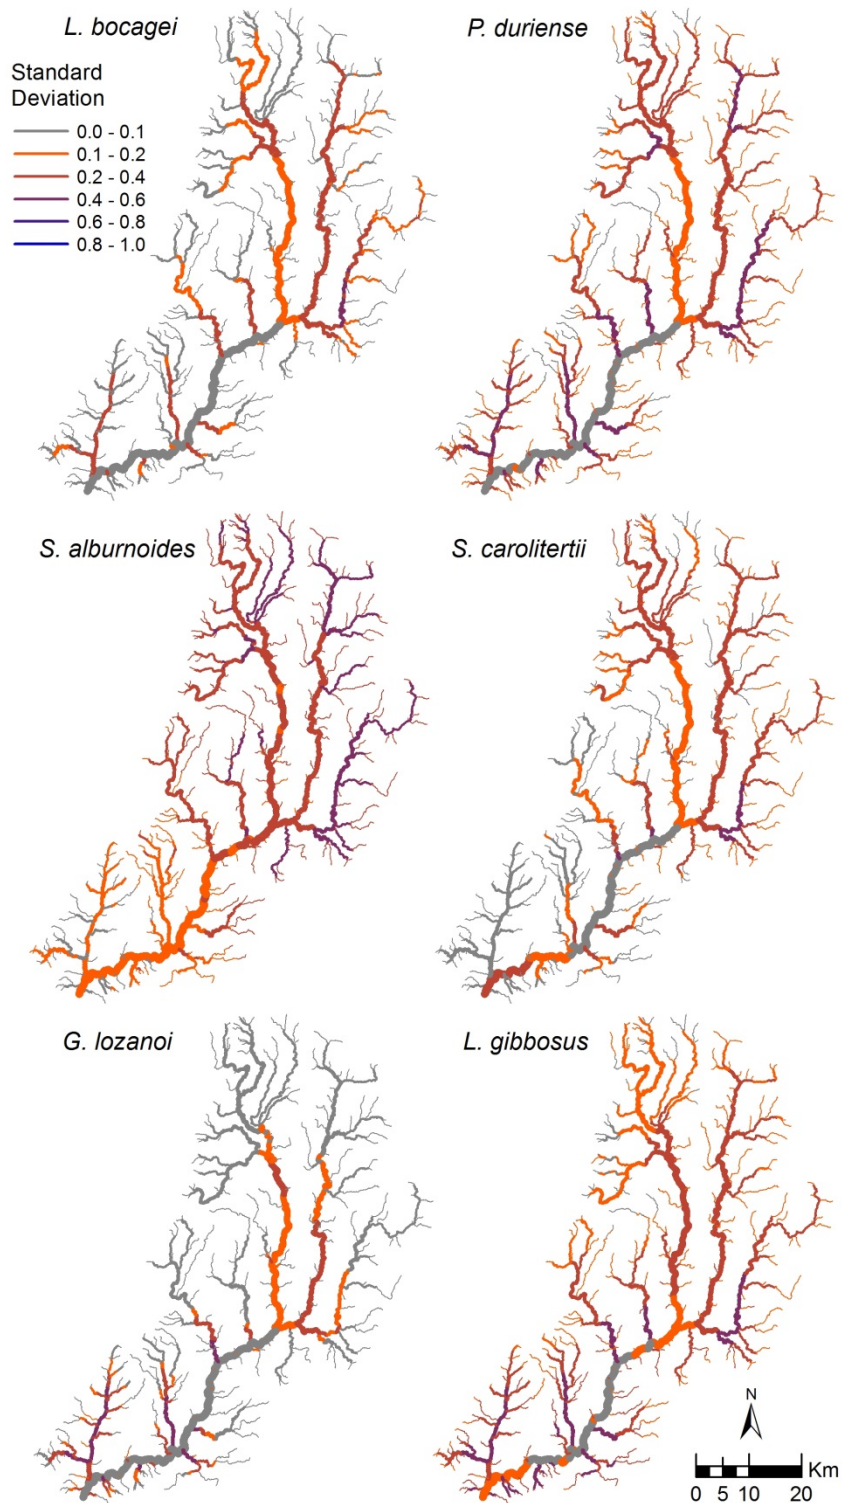 L. bocagei
P. duriense
Standard
Deviation
0.0 - 0.1
0.1 - 0.2
0.2 - 0.4
0.4 - 0.6
0.6 - 0.8
0.8 - 1.0
S. alburnoides
S. carolitertii
G. lozanoi
L. gibbosus
N
Km
0 5 10 20